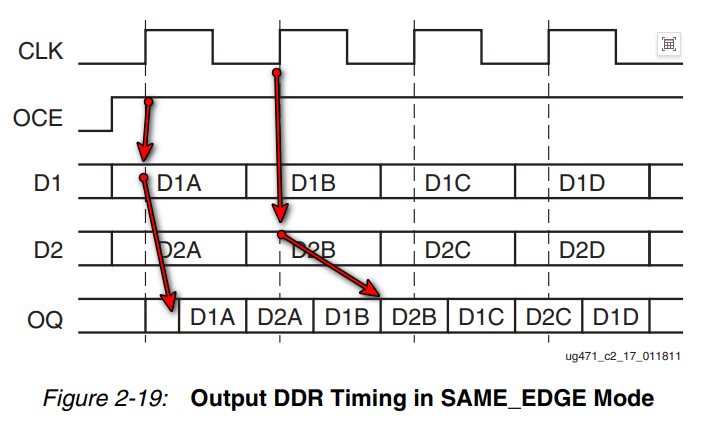 CLK
OCE
D1 D1A D1B D1C D1D
D2 D2A D2B D2C D2D
OQ D1A D2A D1B D2B D1C D2C D1D
ug471_c2_17_011811
Figure 2-19: Output DDR Timing in SAME_EDGE Mode